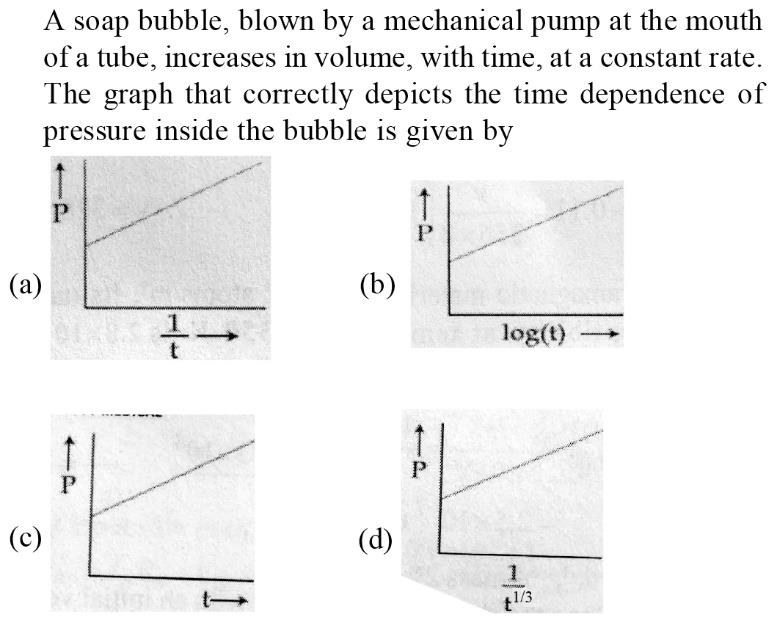 A soap bubble, blown by a mechanical pump at the mouth
of a tube, increases in volume, with time, at a constant rate.
The graph that correctly depicts the time dependence of
pressure inside the bubble is given by
(a) P 1/t
(b) P log(t)
(c) P t
(d) P 1/t^1/3